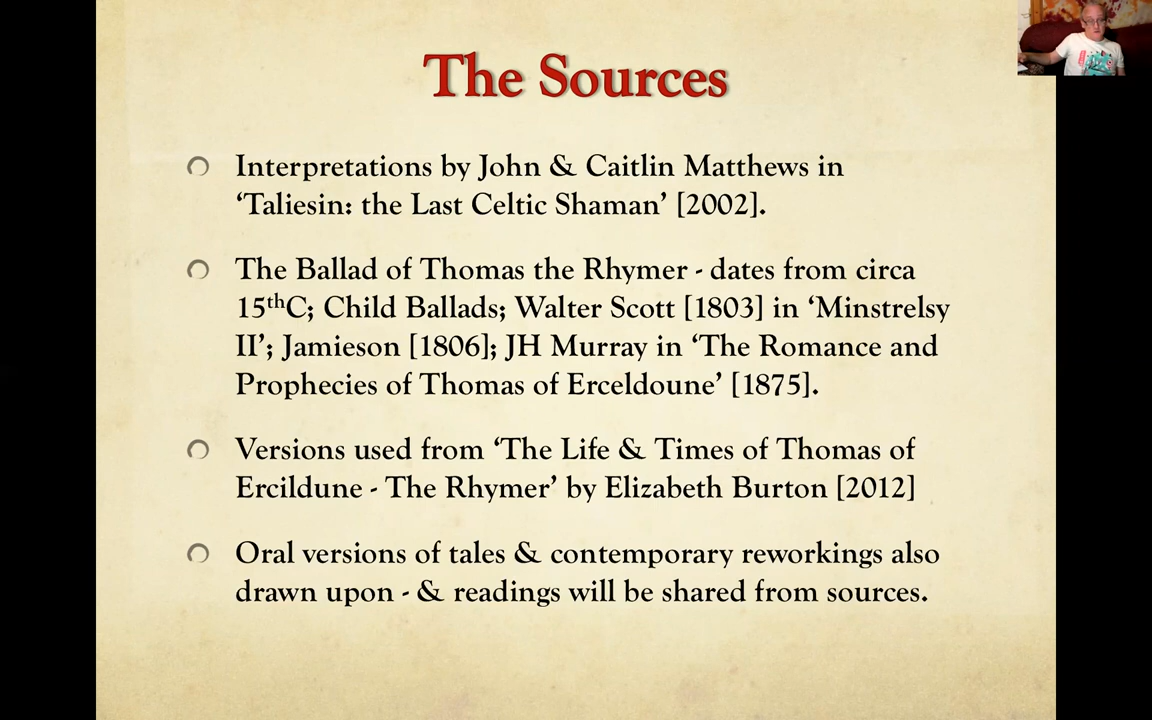 The Sources
Interpretations by John & Caitlin Matthews in
‘Taliesin: the Last Celtic Shaman’ [2002].
The Ballad of Thomas the Rhymer - dates from circa
15thC; Child Ballads; Walter Scott [1803] in ‘Minstrelsy
II’; Jamieson [1806]; JH Murray in ‘The Romance and
Prophecies of Thomas of Erceldoune’ [1875].
Versions used from ‘The Life & Times of Thomas of
Ercildune - The Rhymer’ by Elizabeth Burton [2012]
Oral versions of tales & contemporary reworkings also
drawn upon - & readings will be shared from sources.